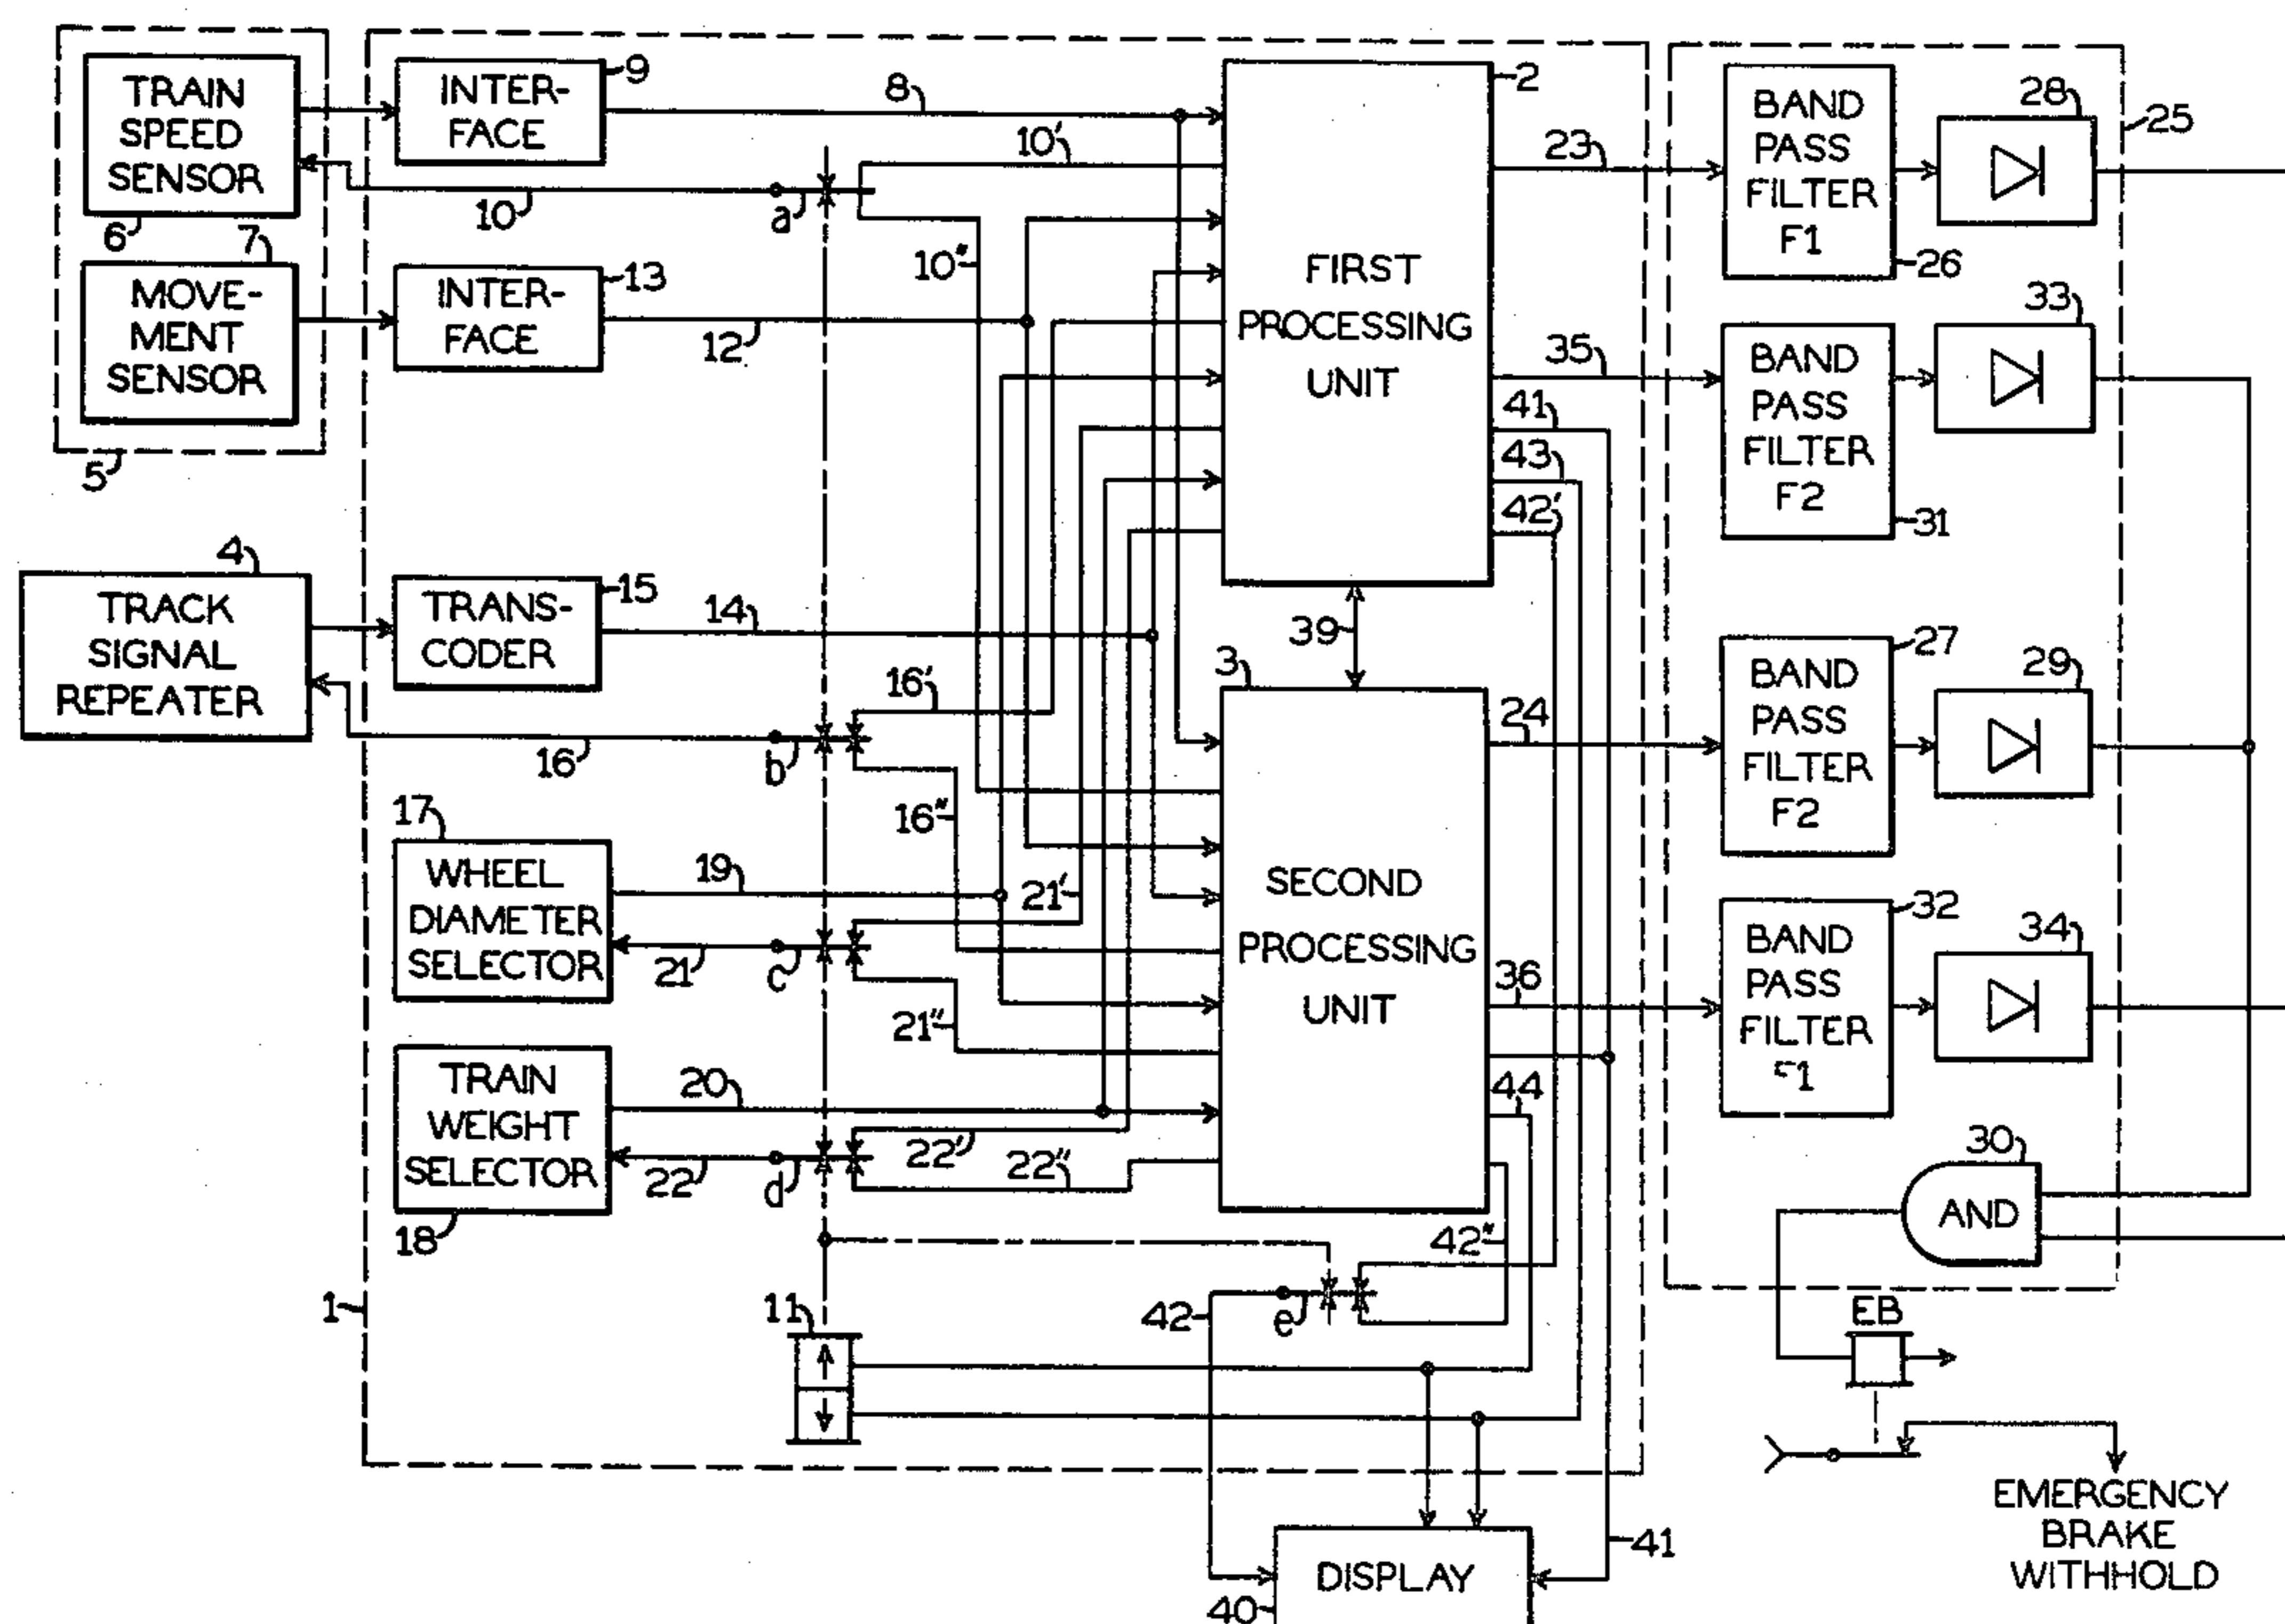 TRAIN
SPEED
SENSOR
6
7
MOVE-
MENT
SENSOR
5
INTER-
FACE
9
8
10
a
10'
10"
INTER-
FACE
13
12
4
TRACK
SIGNAL
REPEATER
TRANS-
CODER
15
14
16
b
16'
16"
17
WHEEL
DIAMETER
SELECTOR
19
21
c
21'
21"
TRAIN
WEIGHT
SELECTOR
18
20
22
d
22'
22"
1
11
FIRST
PROCESSING
UNIT
2
39
3
SECOND
PROCESSING
UNIT
23
35
41
43
42'
24
36
44
42"
42
e
DISPLAY
40
41
BAND
PASS
FILTER
F1
26
28
25
BAND
PASS
FILTER
F2
31
33
BAND
PASS
FILTER
F2
27
29
BAND
PASS
FILTER
F1
32
34
30
AND
EB
EMERGENCY
BRAKE
WITHHOLD